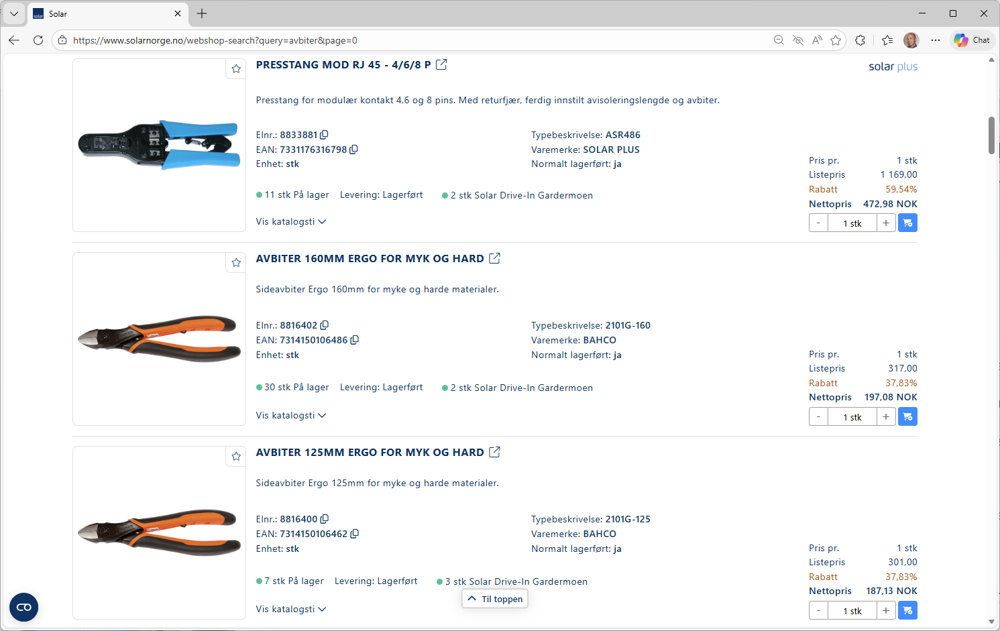 Solar
https://www.solarnorge.no/webshop-search?query=avbiter&page=0
Chat
PRESSTANG MOD RJ 45 - 4/6/8 P
solar plus
Presstang for modulær kontakt 4,6 og 8 pins. Med returfjær, ferdig innstilt avisoleringslengde og avbiter.
Elnr.: 8833881
Typebeskrivelse: ASR486
EAN: 7331176316798
Varemerke: SOLAR PLUS
Enhet: stk
Normalt lagerført: ja
Pris pr. 1 stk
Listepris 1 169,00
Rabatt 59,54%
Nettopris 472,98 NOK
11 stk På lager Levering: Lagerført 2 stk Solar Drive-In Gardermoen
Vis katalogsti
- 1 stk +
AVBITER 160MM ERGO FOR MYK OG HARD
Sideavbiter Ergo 160mm for myke og harde materialer.
Elnr.: 8816402
Typebeskrivelse: 2101G-160
EAN: 7314150106486
Varemerke: BAHCO
Enhet: stk
Normalt lagerført: ja
Pris pr. 1 stk
Listepris 317,00
Rabatt 37,83%
Nettopris 197,08 NOK
30 stk På lager Levering: Lagerført 2 stk Solar Drive-In Gardermoen
Vis katalogsti
- 1 stk +
AVBITER 125MM ERGO FOR MYK OG HARD
Sideavbiter Ergo 125mm for myke og harde materialer.
Elnr.: 8816400
Typebeskrivelse: 2101G-125
EAN: 7314150106462
Varemerke: BAHCO
Enhet: stk
Normalt lagerført: ja
Pris pr. 1 stk
Listepris 301,00
Rabatt 37,83%
Nettopris 187,13 NOK
7 stk På lager Levering: Lagerført 3 stk Solar Drive-In Gardermoen
Til toppen
Vis katalogsti
- 1 stk +